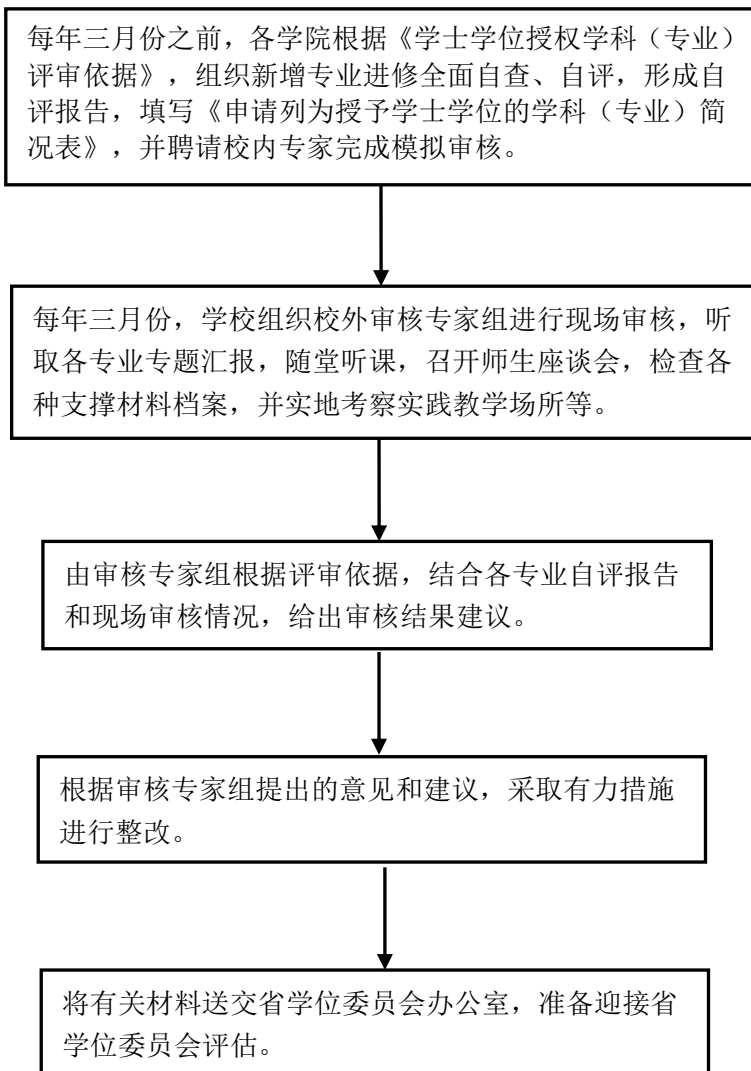 每年三月份之前，各学院根据《学士学位授权学科（专业）
评审依据》，组织新增专业进修全面自查、自评，形成自
评报告，填写《申请列为授予学士学位的学科（专业）简
况表》，并聘请校内专家完成模拟审核。
每年三月份，学校组织校外审核专家组进行现场审核，听
取各专业专题汇报，随堂听课，召开师生座谈会，检查各
种支撑材料档案，并实地考察实践教学场所等。
由审核专家组根据评审依据，结合各专业自评报告
和现场审核情况，给出审核结果建议。
根据审核专家组提出的意见和建议，采取有力措施
进行整改。
将有关材料送交省学位委员会办公室，准备迎接省
学位委员会评估。